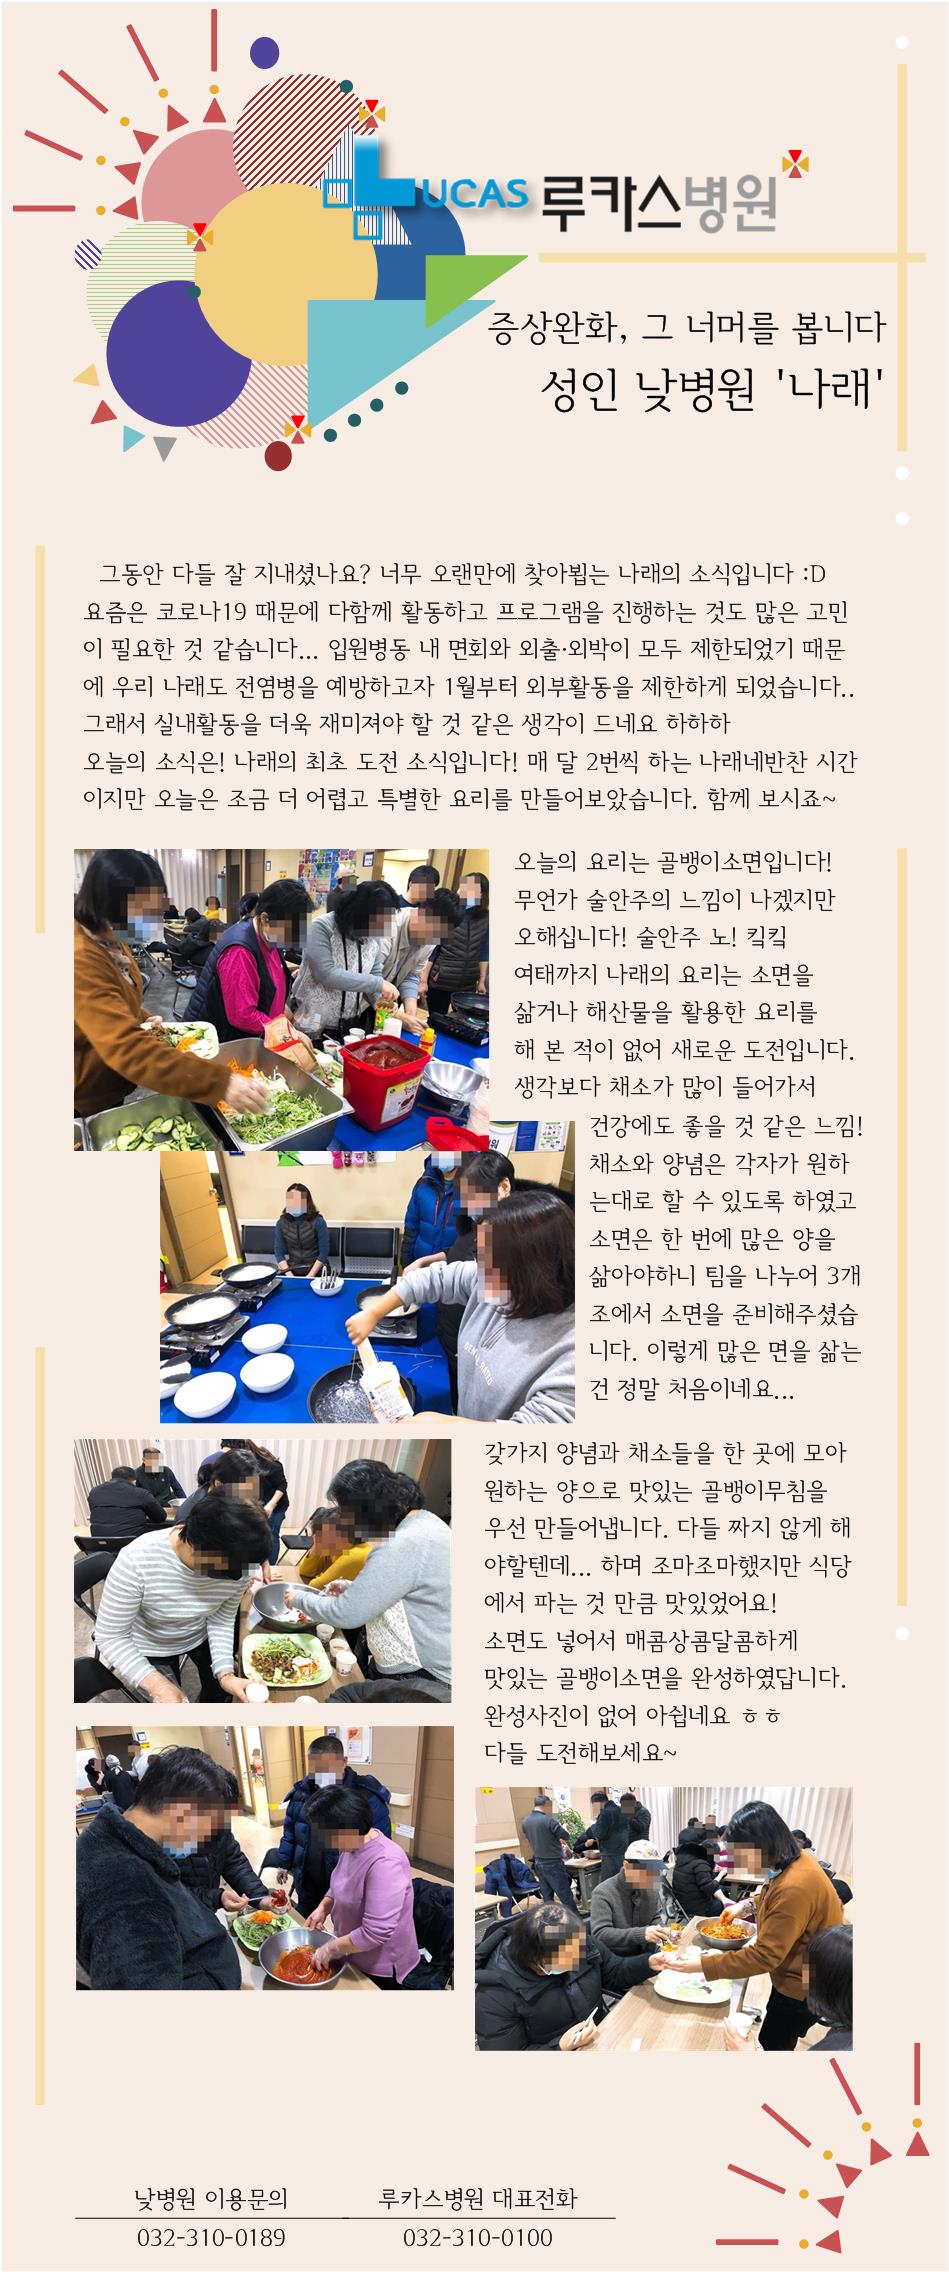 LUCAS 루카스병원
증상완화, 그 너머를 봅니다
성인 낮병원 '나래'
그동안 다들 잘 지내셨나요? 너무 오랜만에 찾아뵙는 나래의 소식입니다 :D
요즘은 코로나19 때문에 다함께 활동하고 프로그램을 진행하는 것도 많은 고민
이 필요한 것 같습니다... 입원병동 내 면회와 외출·외박이 모두 제한되었기 때문
에 우리 나래도 전염병을 예방하고자 1월부터 외부활동을 제한하게 되었습니다..
그래서 실내활동을 더욱 재미져야 할 것 같은 생각이 드네요 하하하
오늘의 소식은! 나래의 최초 도전 소식입니다! 매 달 2번씩 하는 나래네반찬 시간
이지만 오늘은 조금 더 어렵고 특별한 요리를 만들어보았습니다. 함께 보시죠~
오늘의 요리는 골뱅이소면입니다!
무언가 술안주의 느낌이 나겠지만
오해십니다! 술안주 노! 킥킥
여태까지 나래의 요리는 소면을
삶거나 해산물을 활용한 요리를
해 본 적이 없어 새로운 도전입니다.
생각보다 채소가 많이 들어가서
건강에도 좋을 것 같은 느낌!
채소와 양념은 각자가 원하
는대로 할 수 있도록 하였고
소면은 한 번에 많은 양을
삶아야하니 팀을 나누어 3개
조에서 소면을 준비해주셨습
니다. 이렇게 많은 면을 삶는
건 정말 처음이네요...
갖가지 양념과 채소들을 한 곳에 모아
원하는 양으로 맛있는 골뱅이무침을
우선 만들어냅니다. 다들 짜지 않게 해
야할텐데... 하며 조마조마했지만 식당
에서 파는 것 만큼 맛있었어요!
소면도 넣어서 매콤상콤달콤하게
맛있는 골뱅이소면을 완성하였답니다.
완성사진이 없어 아쉽네요 ㅎㅎ
다들 도전해보세요~
낮병원 이용문의 루카스병원 대표전화
032-310-0189 032-310-0100